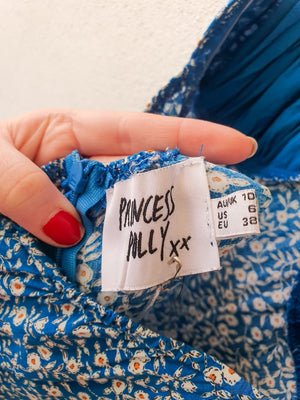 PRINCESS
POLLY xx
AU/UK 10
US 6
EU 38